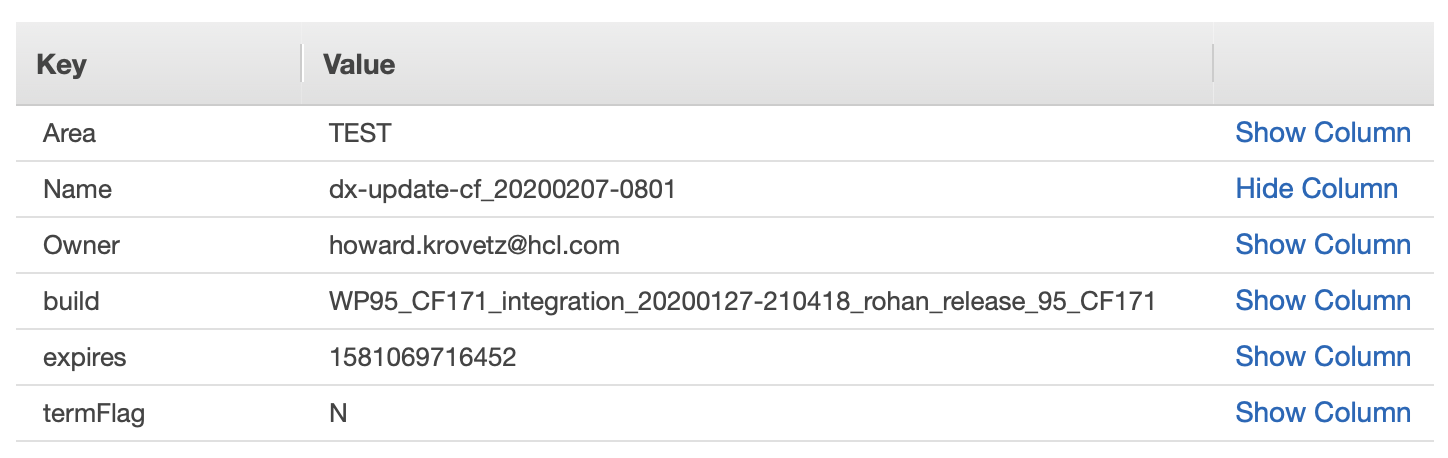 Key Value
Area TEST Show Column
Name dx-update-cf_20200207-0801 Hide Column
Owner howard.krovetz@hcl.com Show Column
build WP95_CF171_integration_20200127-210418_rohan_release_95_CF171 Show Column
expires 1581069716452 Show Column
termFlag N Show Column